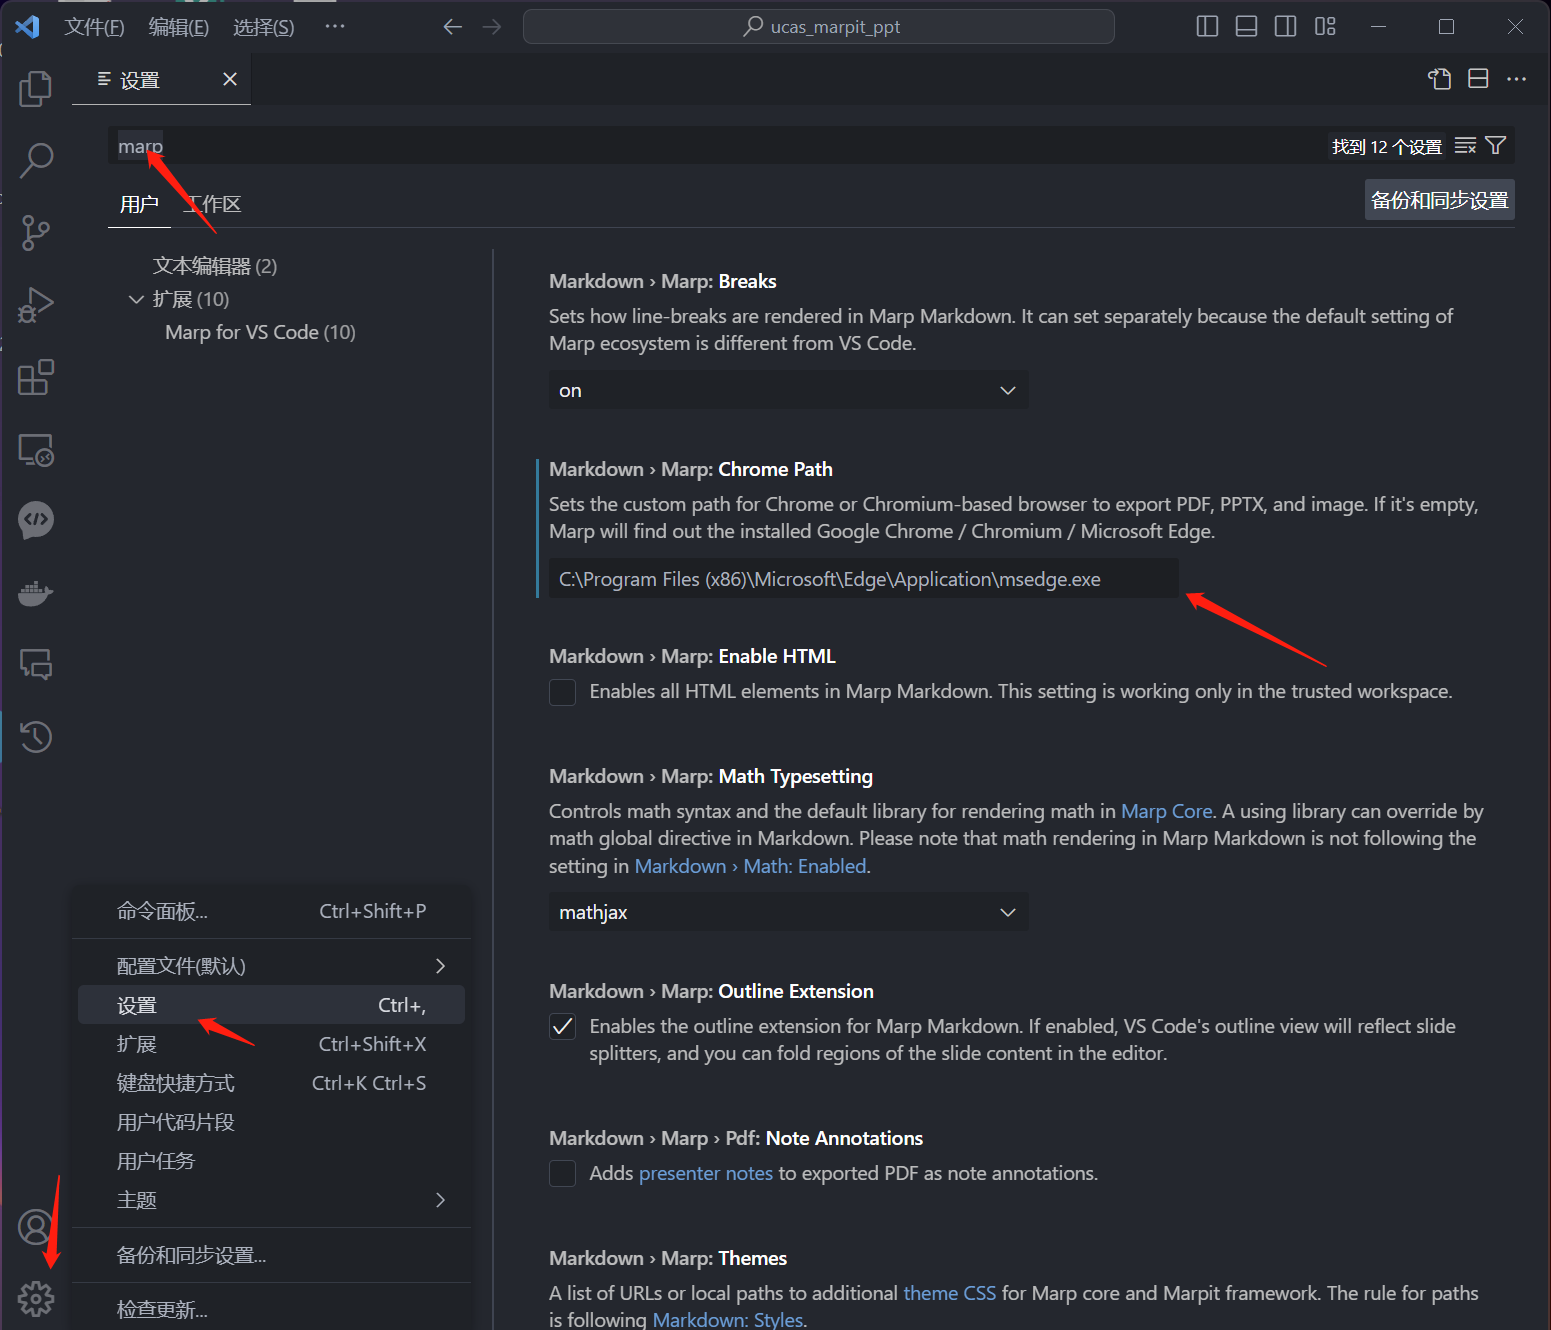 文件(F) 编辑(E) 选择(S) ···
ucas_marpit_ppt
设置
marp
找到 12 个设置
用户 工作区
备份和同步设置
文本编辑器 (2)
扩展 (10)
Marp for VS Code (10)
Markdown › Marp: Breaks
Sets how line-breaks are rendered in Marp Markdown. It can set separately because the default setting of
Marp ecosystem is different from VS Code.
on
Markdown › Marp: Chrome Path
Sets the custom path for Chrome or Chromium-based browser to export PDF, PPTX, and image. If it's empty,
Marp will find out the installed Google Chrome / Chromium / Microsoft Edge.
C:\Program Files (x86)\Microsoft\Edge\Application\msedge.exe
Markdown › Marp: Enable HTML
Enables all HTML elements in Marp Markdown. This setting is working only in the trusted workspace.
Markdown › Marp: Math Typesetting
Controls math syntax and the default library for rendering math in Marp Core. A using library can override by
math global directive in Markdown. Please note that math rendering in Marp Markdown is not following the
setting in Markdown › Math: Enabled.
mathjax
Markdown › Marp: Outline Extension
Enables the outline extension for Marp Markdown. If enabled, VS Code's outline view will reflect slide
splitters, and you can fold regions of the slide content in the editor.
Markdown › Marp › Pdf: Note Annotations
Adds presenter notes to exported PDF as note annotations.
Markdown › Marp: Themes
A list of URLs or local paths to additional theme CSS for Marp core and Marpit framework. The rule for paths
is following Markdown: Styles.
命令面板... Ctrl+Shift+P
配置文件(默认)
设置 Ctrl+,
扩展 Ctrl+Shift+X
键盘快捷方式 Ctrl+K Ctrl+S
用户代码片段
用户任务
主题
备份和同步设置...
检查更新...